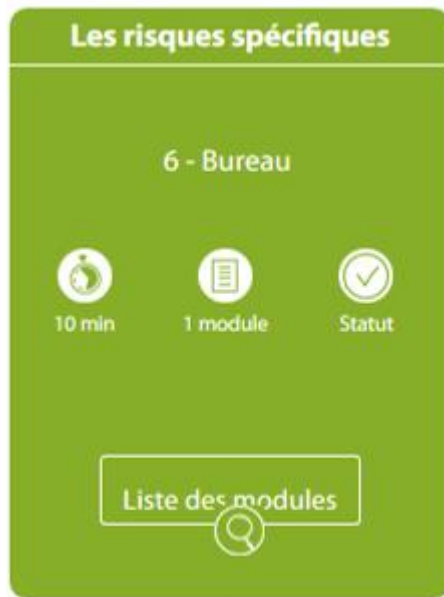 Les risques spécifiques
6 - Bureau
10 min 1 module Statut
Liste des modules